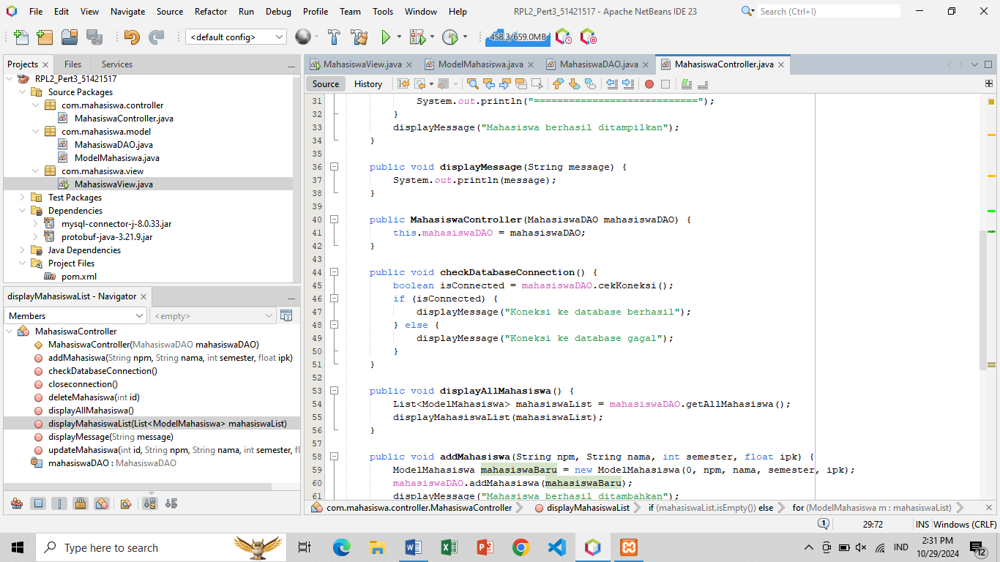 File Edit View Navigate Source Refactor Run Debug Profile Team Tools Window Help RPL2_Pert3_51421517 - Apache NetBeans IDE 23 Search (Ctrl+I)
<default config> 458.3/659.0MB
Projects Files Services
RPL2_Pert3_51421517
Source Packages
com.mahasiswa.controller
MahasiswaController.java
com.mahasiswa.model
MahasiswaDAO.java
ModelMahasiswa.java
com.mahasiswa.view
MahasiswaView.java
Test Packages
Dependencies
mysql-connector-j-8.0.33.jar
protobuf-java-3.21.9.jar
Java Dependencies
Project Files
pom.xml
displayMahasiswaList - Navigator
Members <empty>
MahasiswaController
MahasiswaController(MahasiswaDAO mahasiswaDAO)
addMahasiswa(String npm, String nama, int semester, float ipk)
checkDatabaseConnection()
closeconnection()
deleteMahasiswa(int id)
displayAllMahasiswa()
displayMahasiswaList(List<ModelMahasiswa> mahasiswaList)
displayMessage(String message)
updateMahasiswa(int id, String npm, String nama, int semester, fl
mahasiswaDAO : MahasiswaDAO
MahasiswaView.java ModelMahasiswa.java MahasiswaDAO.java MahasiswaController.java
Source History
31 System.out.println("============================");
32 }
33 displayMessage("Mahasiswa berhasil ditampilkan");
34 }
35
36 public void displayMessage(String message) {
37 System.out.println(message);
38 }
39
40 public MahasiswaController(MahasiswaDAO mahasiswaDAO) {
41 this.mahasiswaDAO = mahasiswaDAO;
42 }
43
44 public void checkDatabaseConnection() {
45 boolean isConnected = mahasiswaDAO.cekKoneksi();
46 if (isConnected) {
47 displayMessage("Koneksi ke database berhasil");
48 } else {
49 displayMessage("Koneksi ke database gagal");
50 }
51 }
52
53 public void displayAllMahasiswa() {
54 List<ModelMahasiswa> mahasiswaList = mahasiswaDAO.getAllMahasiswa();
55 displayMahasiswaList(mahasiswaList);
56 }
57
58 public void addMahasiswa(String npm, String nama, int semester, float ipk) {
59 ModelMahasiswa mahasiswaBaru = new ModelMahasiswa(0, npm, nama, semester, ipk);
60 mahasiswaDAO.addMahasiswa(mahasiswaBaru);
61 displayMessage("Mahasiswa berhasil ditambahkan");
com.mahasiswa.controller.MahasiswaController displayMahasiswaList if (mahasiswaList.isEmpty()) else for (ModelMahasiswa m : mahasiswaList)
1 29:72 INS Windows (CRLF)
Type here to search IND 2:31 PM
10/29/2024 12